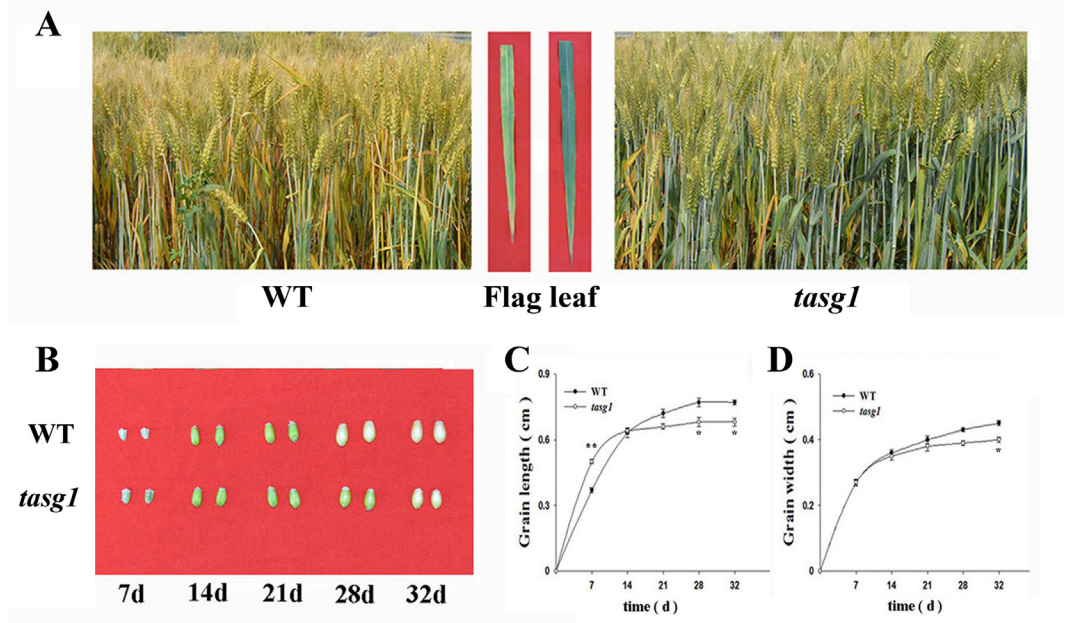 A
WT
Flag leaf
tasg1
B
WT
tasg1
7d
14d
21d
28d
32d
C
Grain length ( cm )
0.9
0.6
0.3
0
WT
tasg1
**
*
*
7
14
21
28
32
time ( d )
D
Grain width ( cm )
0.6
0.4
0.2
0
WT
tasg1
*
7
14
21
28
32
time ( d )